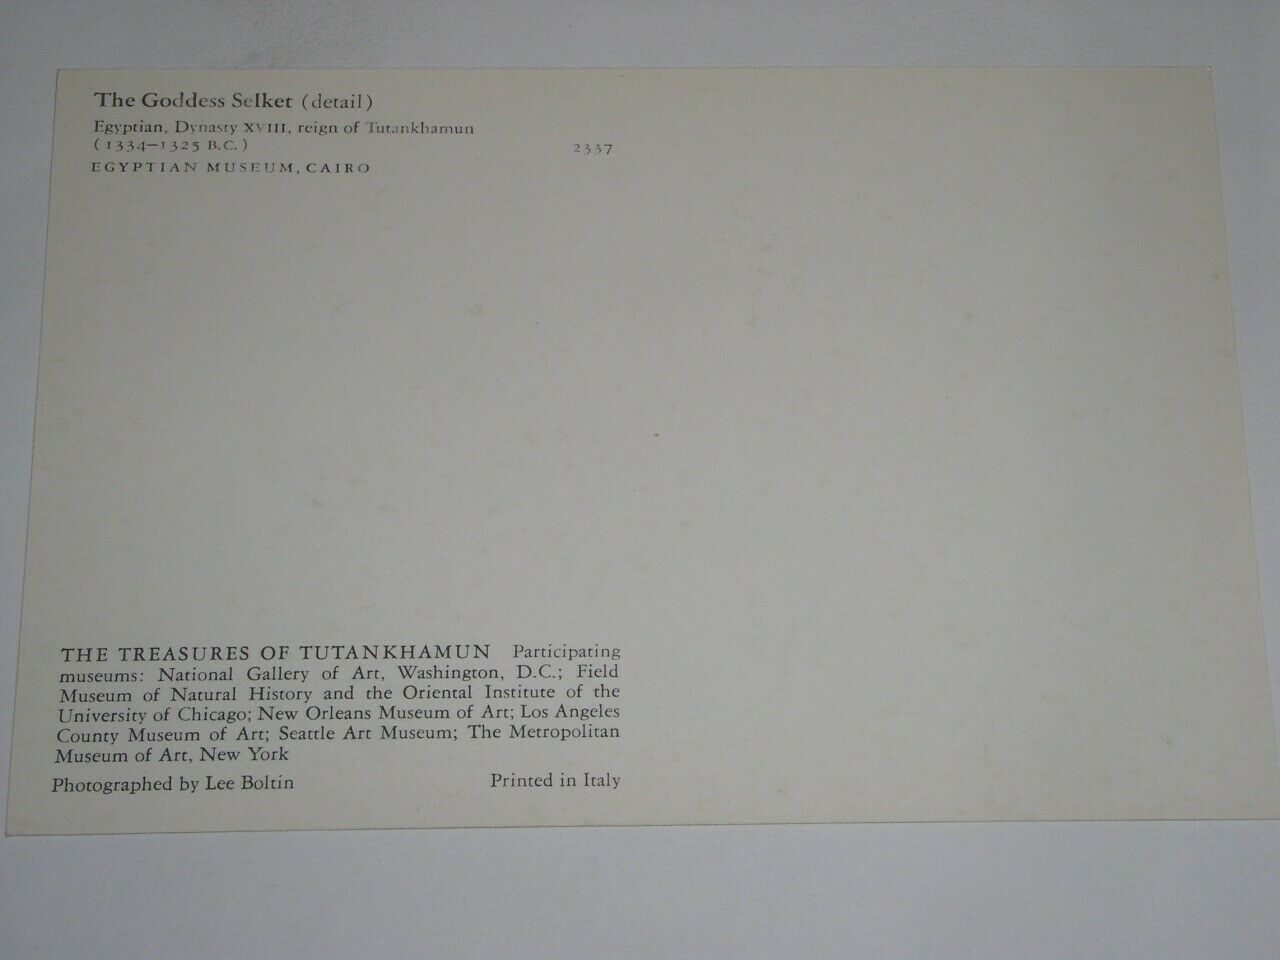 The Goddess Selket (detail)
Egyptian, Dynasty XVIII, reign of Tutankhamun
(1334–1325 B.C.)
2337
EGYPTIAN MUSEUM, CAIRO
THE TREASURES OF TUTANKHAMUN Participating
museums: National Gallery of Art, Washington, D.C.; Field
Museum of Natural History and the Oriental Institute of the
University of Chicago; New Orleans Museum of Art; Los Angeles
County Museum of Art; Seattle Art Museum; The Metropolitan
Museum of Art, New York
Photographed by Lee Boltin
Printed in Italy